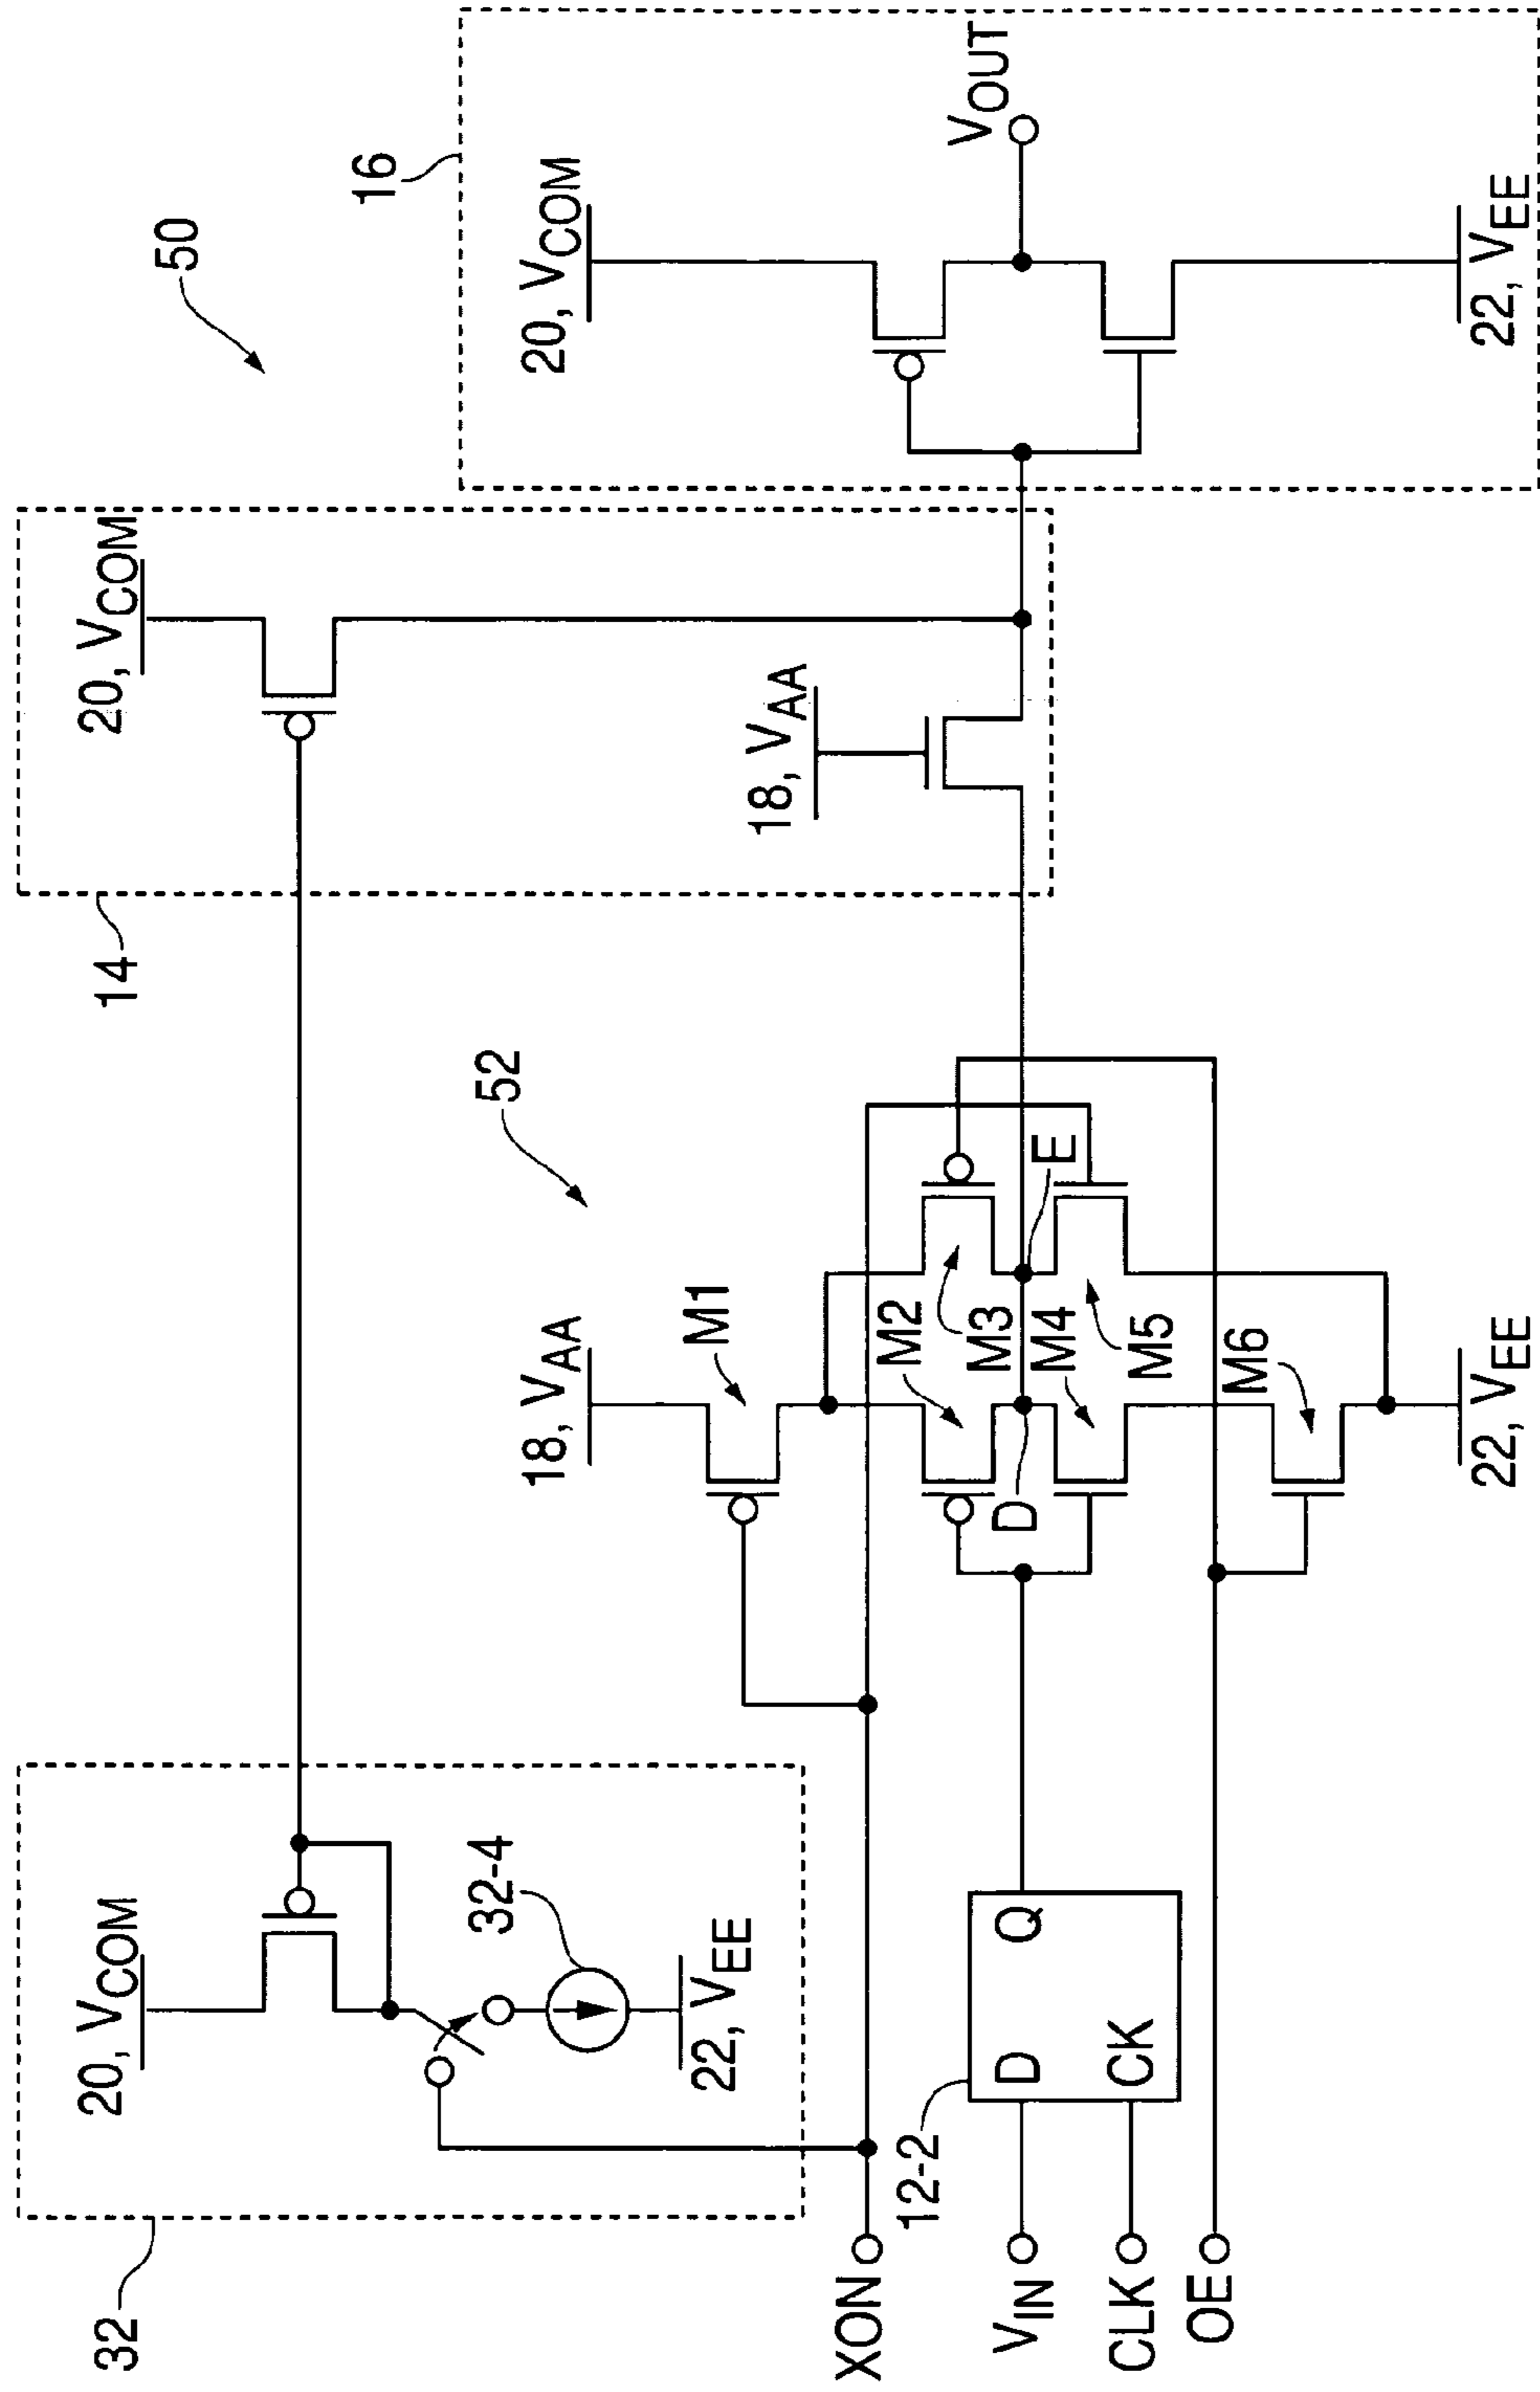 50
32
20, VCOM
32-4
22, VEE
14
20, VCOM
18, VAA
16
20, VCOM
VOUT
22, VEE
52
18, VAA
M1
M2
M3
D
E
M4
M5
M6
22, VEE
XON
VIN
CLK
OE
12-2
D
Q
CK